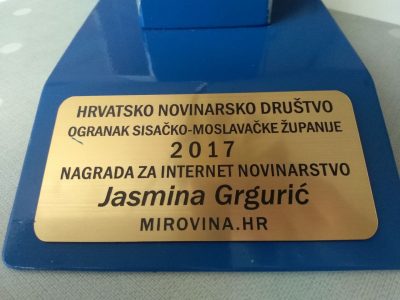 HRVATSKO NOVINARSKO DRUŠTVO
OGRANAK SISAČKO-MOSLAVAČKE ŽUPANIJE
2017
NAGRADA ZA INTERNET NOVINARSTVO
Jasmina Grgurić
MIROVINA.HR